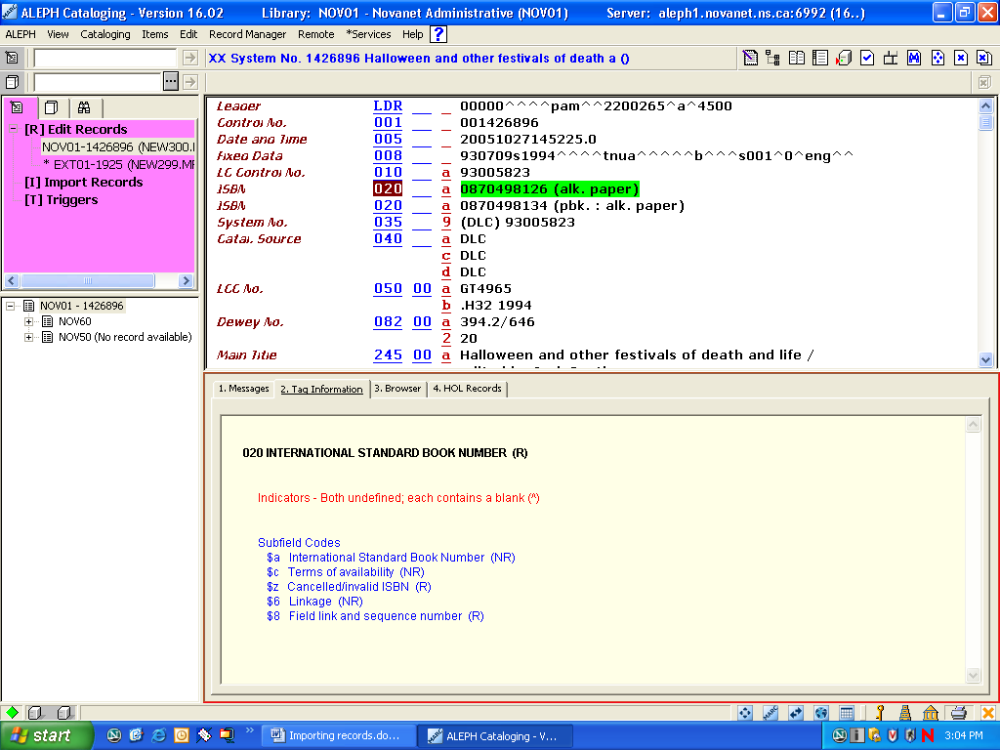 ALEPH Cataloging - Version 16.02 Library: NOV01 - Novanet Administrative (NOV01) Server: aleph1.novanet.ns.ca:6992 (16..)
ALEPH View Cataloging Items Edit Record Manager Remote *Services Help ?
XX System No. 1426896 Halloween and other festivals of death a ()
[R] Edit Records
NOV01-1426896 (NEW300.
* EXT01-1925 (NEW299.
[I] Import Records
[T] Triggers
NOV01 - 1426896
NOV60
NOV50 (No record available)
Leader LDR 00000^^^^pam^^2200265^a^4500
Control No. 001 001426896
Date and Time 005 20051027145225.0
Fixed Data 008 930709s1994^^^^tnua^^^^^b^^^s001^0^eng^^
LC Control No. 010 a 93005823
ISBN 020 a 0870498126 (alk. paper)
ISBN 020 a 0870498134 (pbk. : alk. paper)
System No. 035 9 (DLC) 93005823
Catal. Source 040 a DLC
c DLC
d DLC
LCC No. 050 00 a GT4965
b .H32 1994
Dewey No. 082 00 a 394.2/646
2 20
Main Title 245 00 a Halloween and other festivals of death and life /
1. Messages 2. Tag Information 3. Browser 4. HOL Records
020 INTERNATIONAL STANDARD BOOK NUMBER (R)
Indicators - Both undefined; each contains a blank (^)
Subfield Codes
$a International Standard Book Number (NR)
$c Terms of availability (NR)
$z Cancelled/invalid ISBN (R)
$6 Linkage (NR)
$8 Field link and sequence number (R)
start Importing records.do... ALEPH Cataloging - V... 3:04 PM